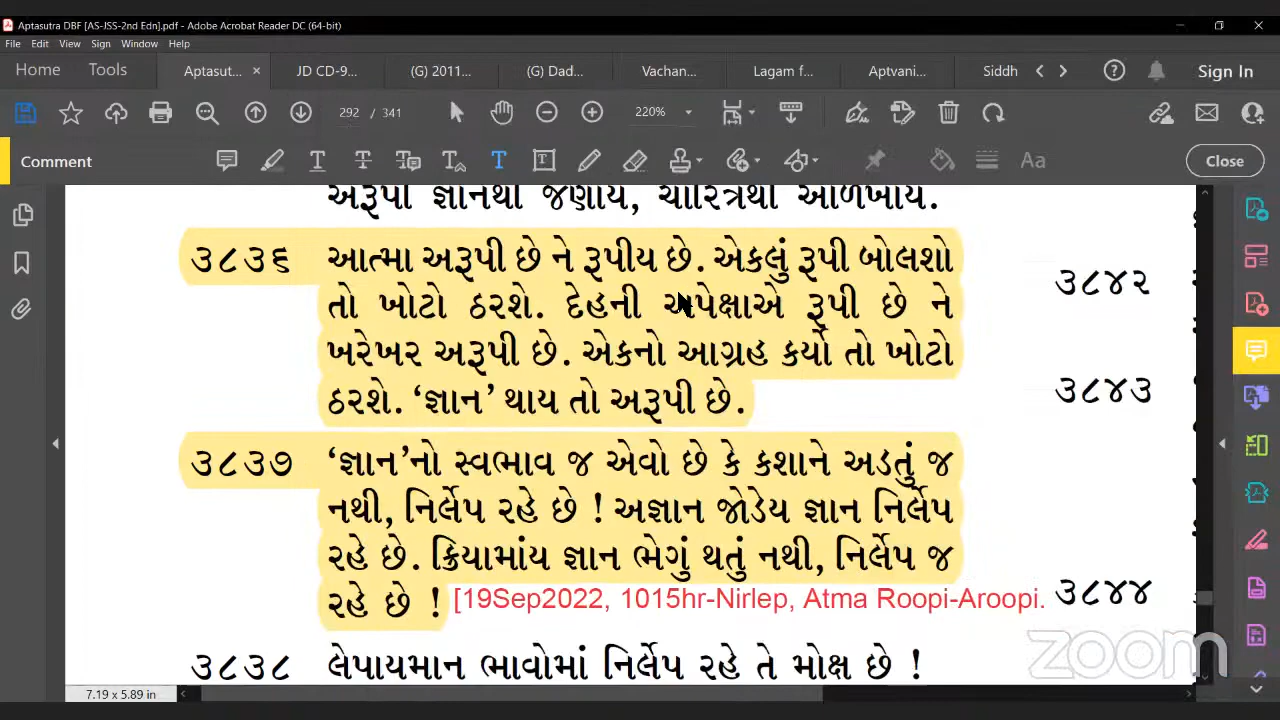 Aptasutra DBF [AS-JSS-2nd Edn].pdf - Adobe Acrobat Reader DC (64-bit)
File Edit View Sign Window Help
Home Tools Aptasut... × JD CD-9... (G) 2011... (G) Dad... Vachan... Lagam f... Aptvani... Siddh Sign In
292 / 341 220%
Comment Close
અરૂપી જ્ઞાનથી જણાય, ચારિત્રથી ઓળખાય.
૩૮૩૬ આત્મા અરૂપી છે ને રૂપીય છે. એકલું રૂપી બોલશો
તો ખોટો ઠરશે. દેહની અપેક્ષાએ રૂપી છે ને
ખરેખર અરૂપી છે. એકનો આગ્રહ કર્યો તો ખોટો
ઠરશે. ‘જ્ઞાન’ થાય તો અરૂપી છે.
૩૮૩૭ ‘જ્ઞાન’નો સ્વભાવ જ એવો છે કે કશાને અડતું જ
નથી, નિર્લેપ રહે છે ! અજ્ઞાન જોડેય જ્ઞાન નિર્લેપ
રહે છે. ક્રિયામાંય જ્ઞાન ભેગું થતું નથી, નિર્લેપ જ
રહે છે ! [19Sep2022, 1015hr-Nirlep, Atma Roopi-Aroopi.
૩૮૩૮ લેપાયમાન ભાવોમાં નિર્લેપ રહે તે મોક્ષ છે !
૩૮૪૨
૩૮૪૩
૩૮૪૪
zoom
7.19 x 5.89 in